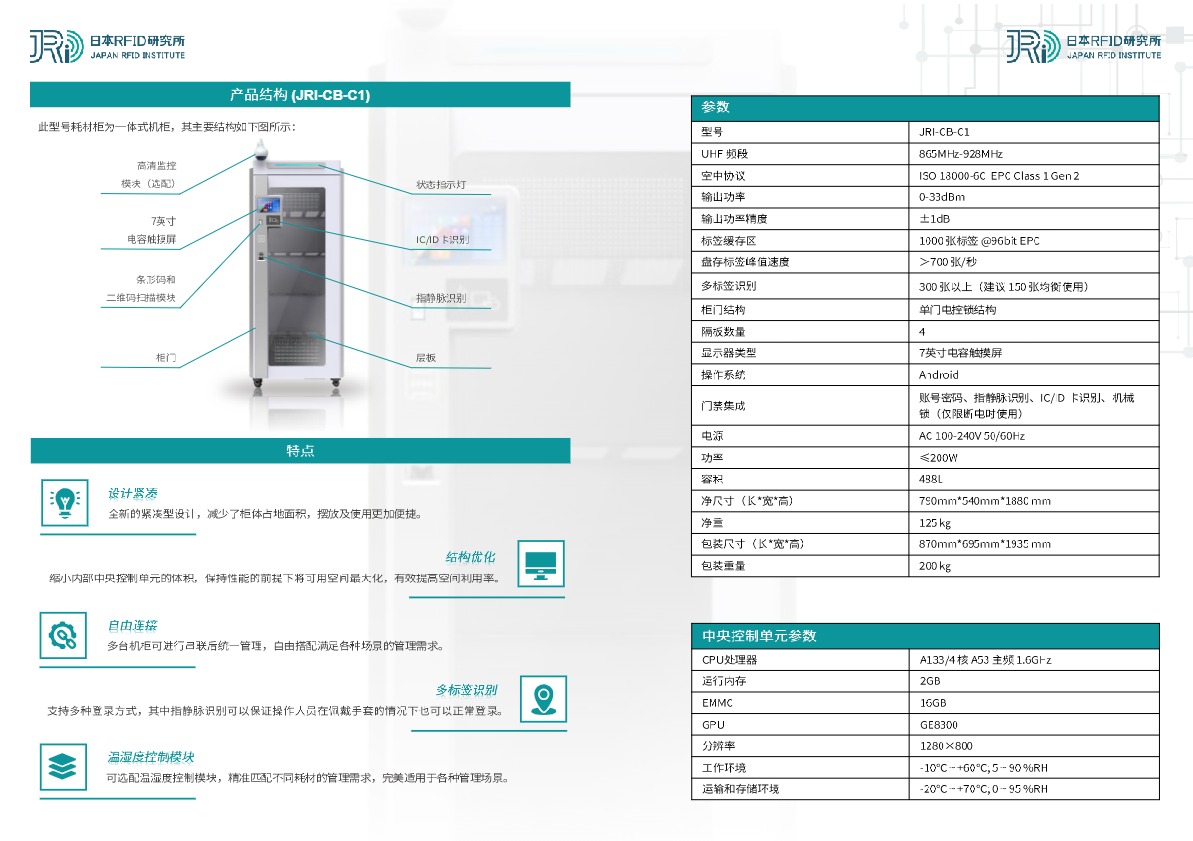 日本RFID研究所
JAPAN RFID INSTITUTE
产品结构 (JRI-CB-C1)
此型号耗材柜为一体式机柜，其主要结构如下图所示：
高清监控
模块（选配）
7英寸
电容触摸屏
条形码和
二维码扫描模块
柜门
状态指示灯
IC/ID卡识别
指静脉识别
层板
特点
设计紧凑
全新的紧凑型设计，减少了柜体占地面积，摆放及使用更加便捷。
结构优化
缩小内部中央控制单元的体积，保持性能的前提下将可用空间最大化，有效提高空间利用率。
自由连接
多台机柜可进行串联后统一管理，自由搭配满足各种场景的管理需求。
多标签识别
支持多种登录方式，其中指静脉识别可以保证操作人员在佩戴手套的情况下也可以正常登录。
温湿度控制模块
可选配温湿度控制模块，精准匹配不同耗材的管理需求，完美适用于各种管理场景。
日本RFID研究所
JAPAN RFID INSTITUTE
参数
型号 JRI-CB-C1
UHF 频段 865MHz-928MHz
空中协议 ISO 18000-6C EPC Class 1 Gen 2
输出功率 0-33dBm
输出功率精度 ±1dB
标签缓存区 1000 张标签 @96bit EPC
盘存标签峰值速度 ＞700 张/秒
多标签识别 300 张以上（建议 150 张均衡使用）
柜门结构 单门电控锁结构
隔板数量 4
显示器类型 7英寸电容触摸屏
操作系统 Android
门禁集成 账号密码、指静脉识别、IC/ID 卡识别、机械
锁（仅限断电时使用）
电源 AC 100-240V 50/60Hz
功率 ≤200W
容积 488L
净尺寸（长*宽*高） 790mm*540mm*1880 mm
净重 125 kg
包装尺寸（长*宽*高） 870mm*695mm*1935 mm
包装重量 200 kg
中央控制单元参数
CPU处理器 A133/4 核 A53 主频 1.6GHz
运行内存 2GB
EMMC 16GB
GPU GE8300
分辨率 1280×800
工作环境 -10℃ ~ +60℃, 5 ~ 90 %RH
运输和存储环境 -20℃ ~ +70℃, 0 ~ 95 %RH